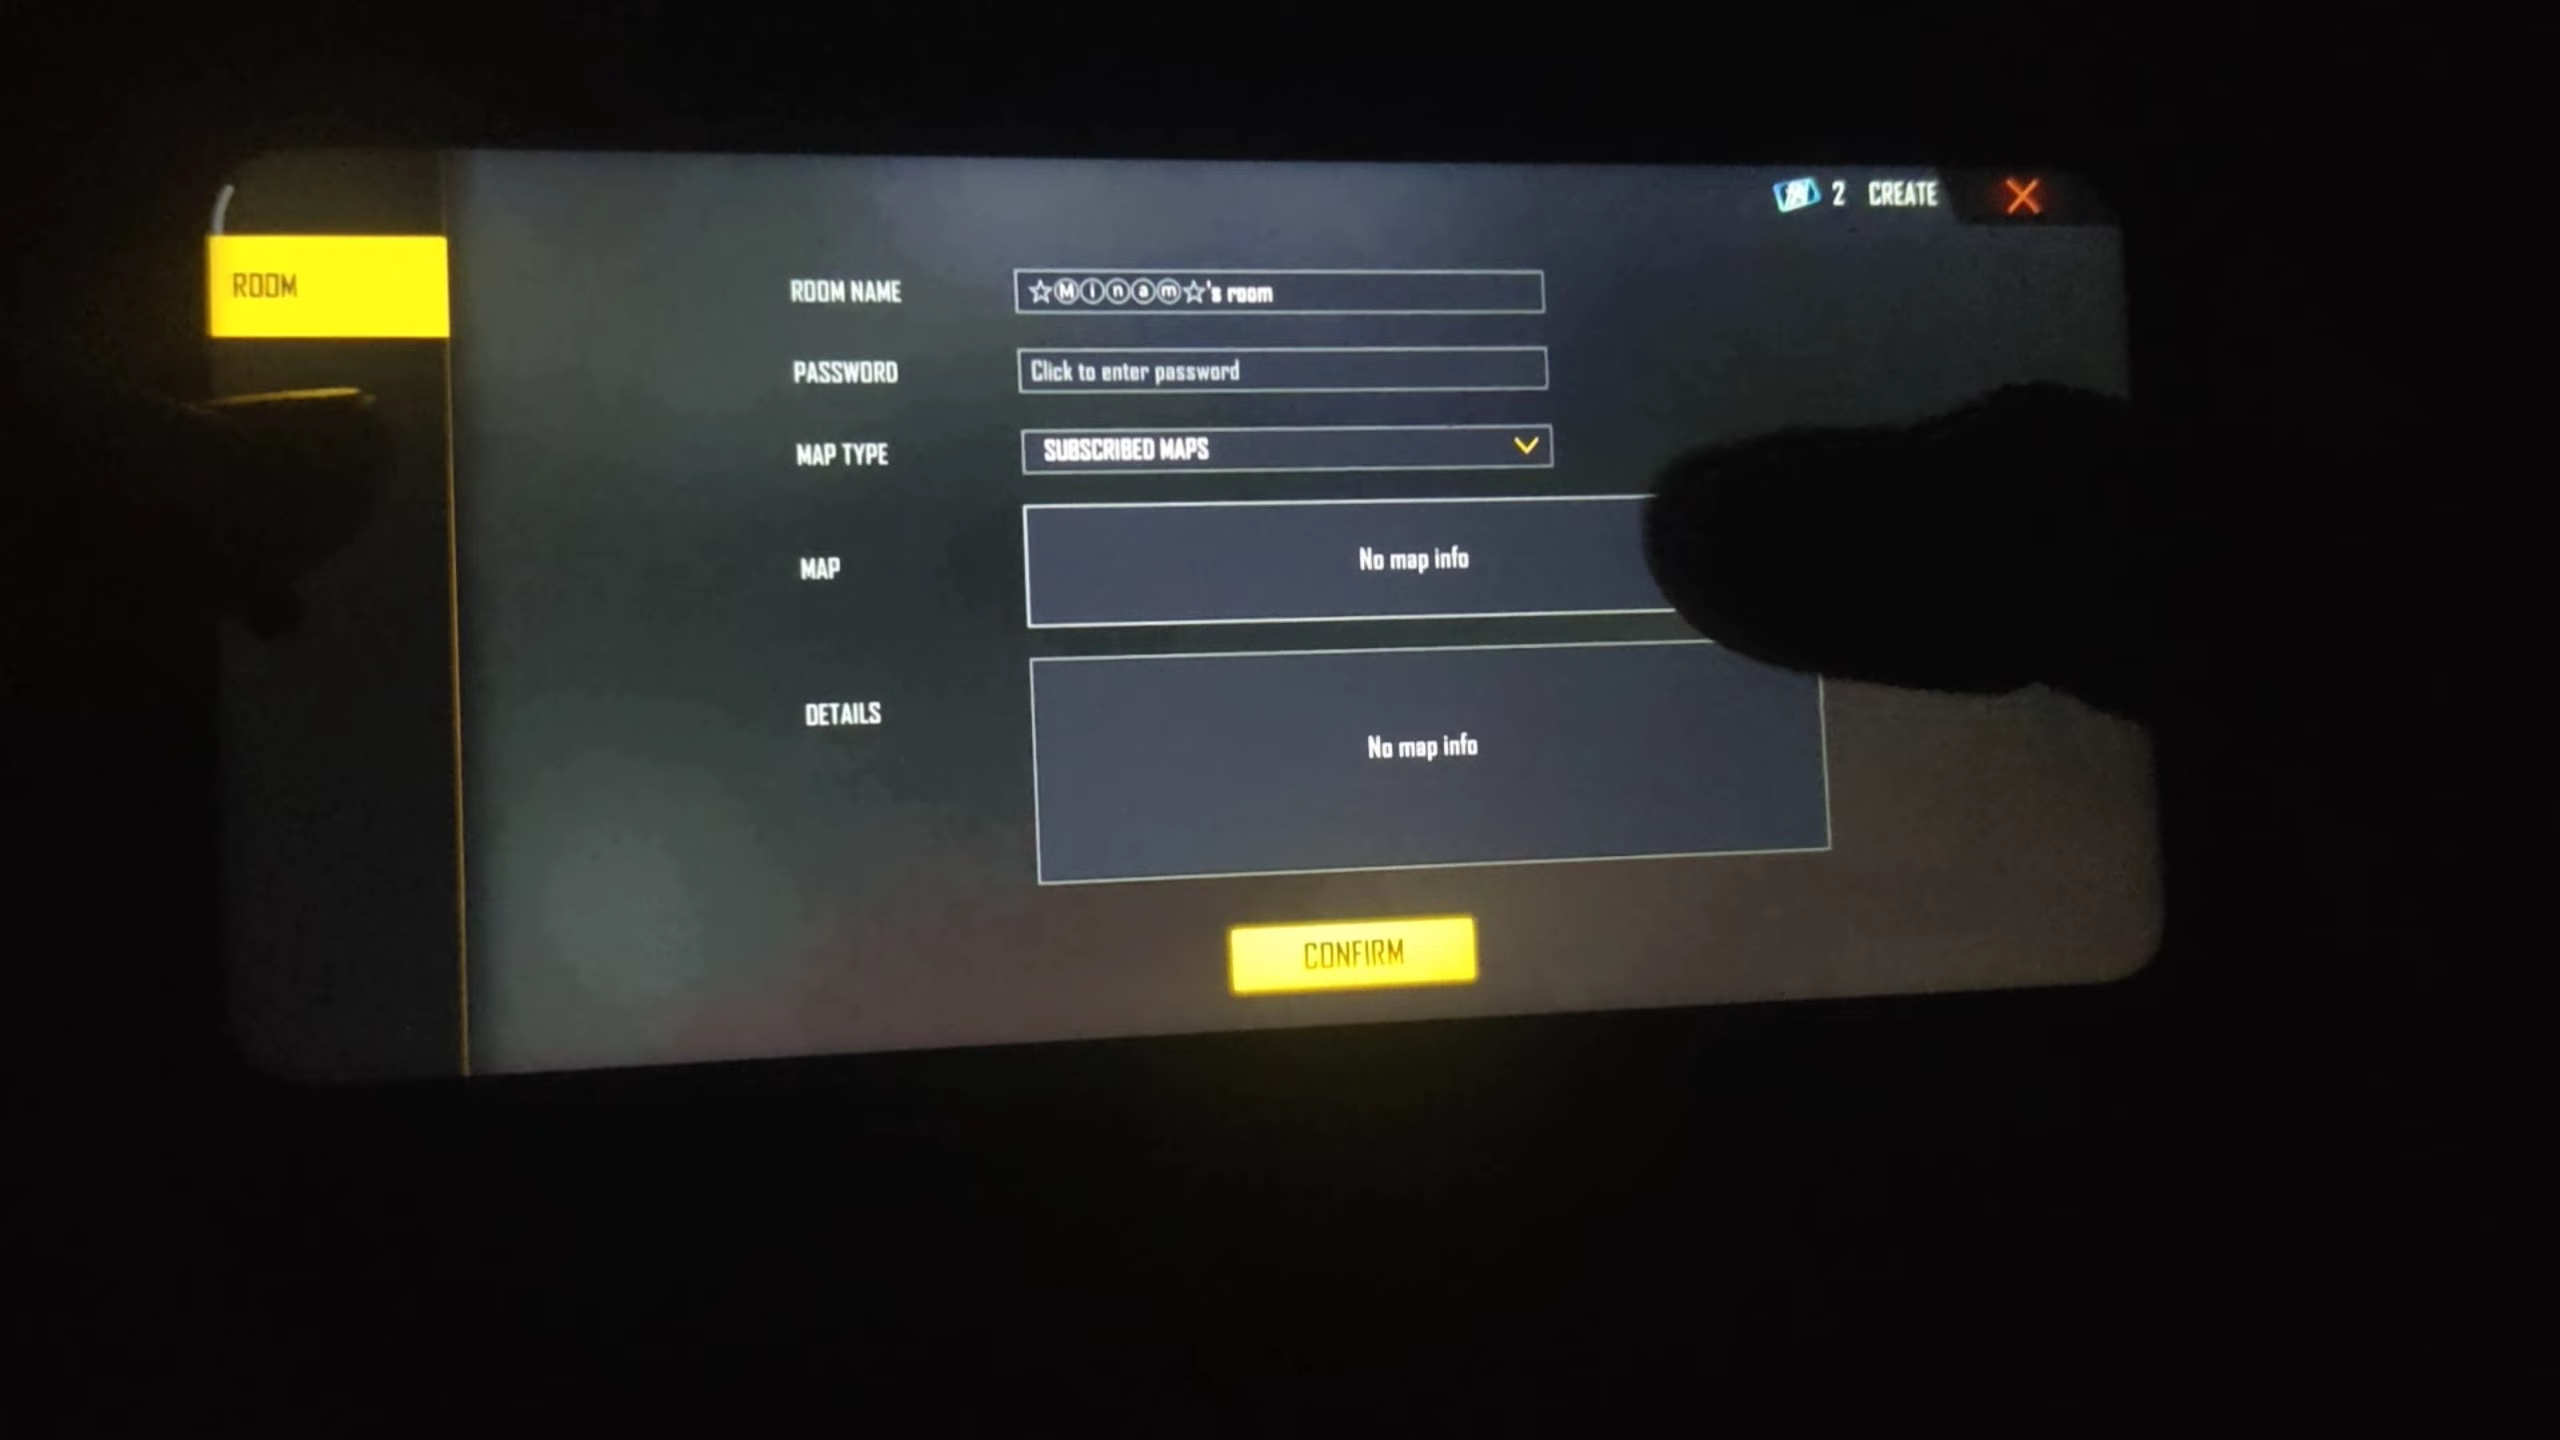 2 CREATE X
ROOM
ROOM NAME ☆Ⓜⓘⓝⓐⓜ☆'s room
PASSWORD Click to enter password
MAP TYPE SUBSCRIBED MAPS
MAP No map info
DETAILS No map info
CONFIRM